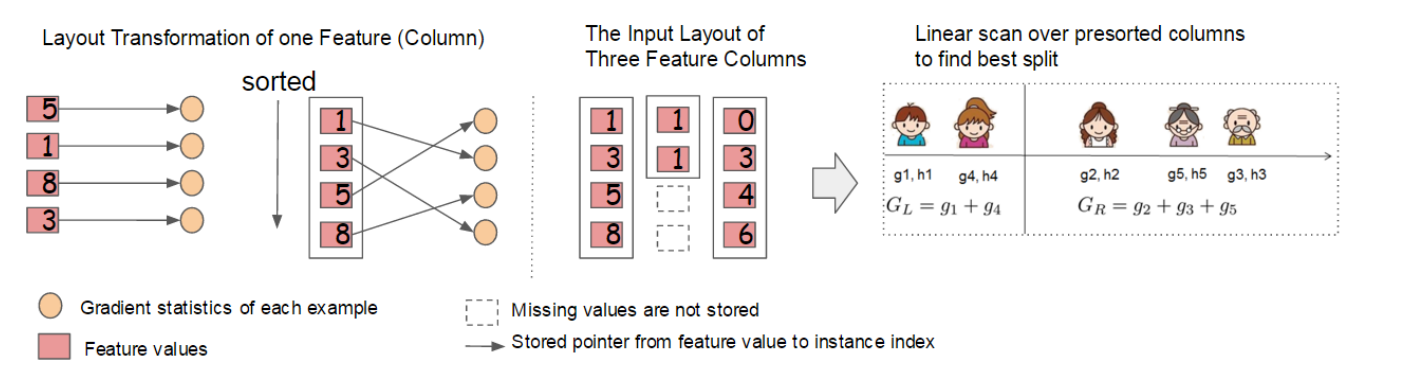 Layout Transformation of one Feature (Column)
sorted
5
1
8
3
1
3
5
8
The Input Layout of
Three Feature Columns
1 1 0
3 1 3
5 4
8 6
Linear scan over presorted columns
to find best split
g1, h1 g4, h4 g2, h2 g5, h5 g3, h3
G_L = g_1 + g_4 G_R = g_2 + g_3 + g_5
Gradient statistics of each example
Feature values
Missing values are not stored
Stored pointer from feature value to instance index